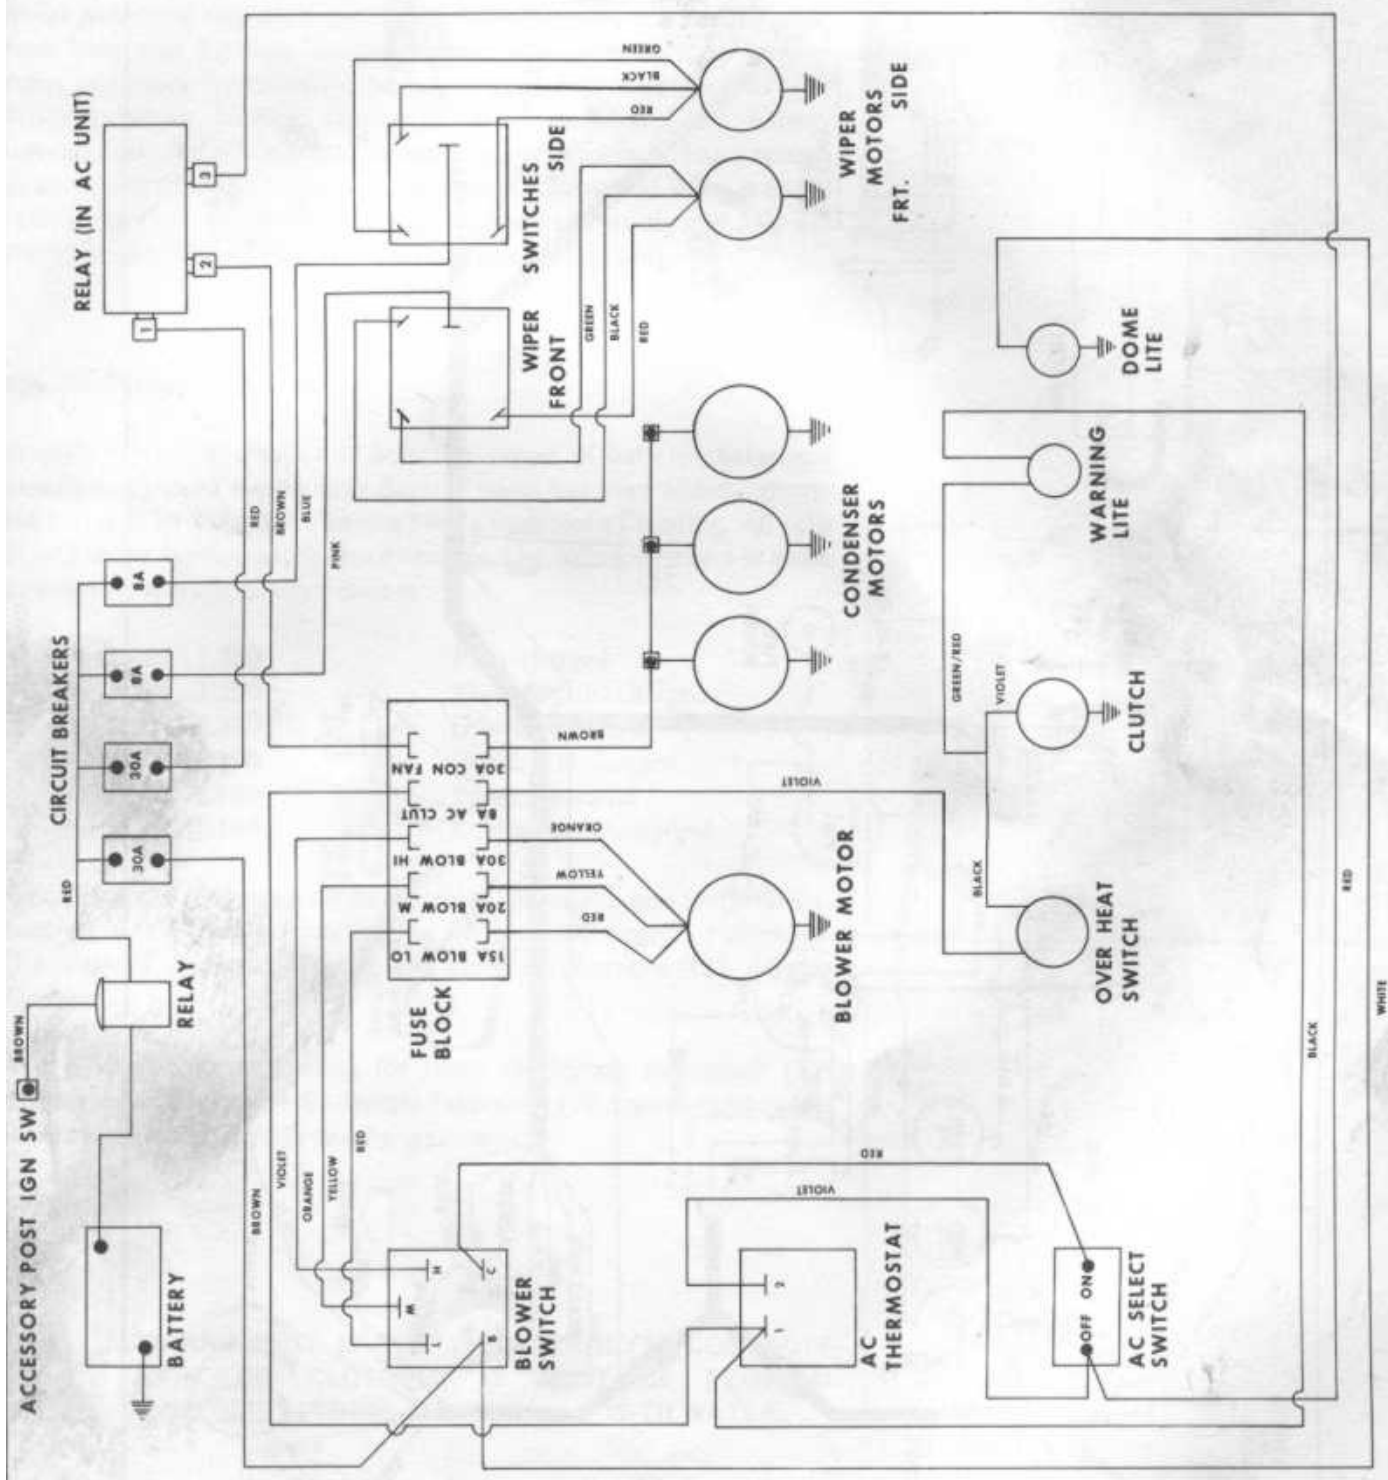 ACCESSORY POST IGN SW
BROWN
RED
RELAY
BATTERY
CIRCUIT BREAKERS
30A
30A
8A
8A
RELAY (IN AC UNIT)
1
2
3
RED
BROWN
BLUE
PINK
BROWN
VIOLET
ORANGE
YELLOW
RED
FUSE
BLOCK
15A BLOW LO
20A BLOW M
30A BLOW HI
8A AC CLUT
30A CON FAN
RED
YELLOW
ORANGE
BROWN
VIOLET
WIPER SWITCHES
FRONT SIDE
GREEN
BLACK
RED
GREEN
BLACK
RED
WIPER
MOTORS
FRT. SIDE
CONDENSER
MOTORS
BLOWER MOTOR
L
M
H
B
C
BLOWER
SWITCH
RED
VIOLET
1
2
AC
THERMOSTAT
OFF ON
AC SELECT
SWITCH
OVER HEAT
SWITCH
BLACK
GREEN/RED
VIOLET
CLUTCH
WARNING
LITE
DOME
LITE
BLACK
RED
WHITE